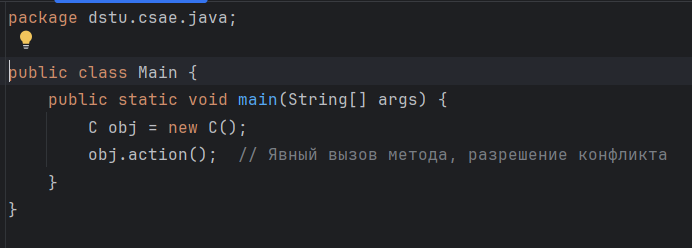 package dstu.csae.java;
public class Main {
public static void main(String[] args) {
C obj = new C();
obj.action();  // Явный вызов метода, разрешение конфликта
}
}